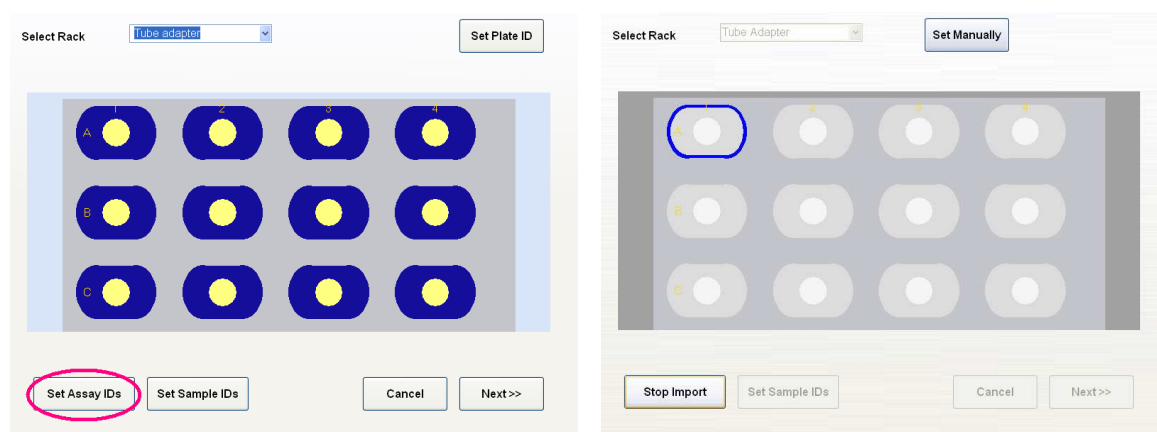 Select Rack Tube adapter Set Plate ID
1 2 3 4
A
B
C
Set Assay IDs Set Sample IDs Cancel Next >>
Select Rack Tube Adapter Set Manually
1 2 3 4
A
B
C
Stop Import Set Sample IDs Cancel Next >>